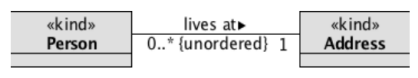 «kind»
Person
lives at▸
0..* {unordered} 1
«kind»
Address